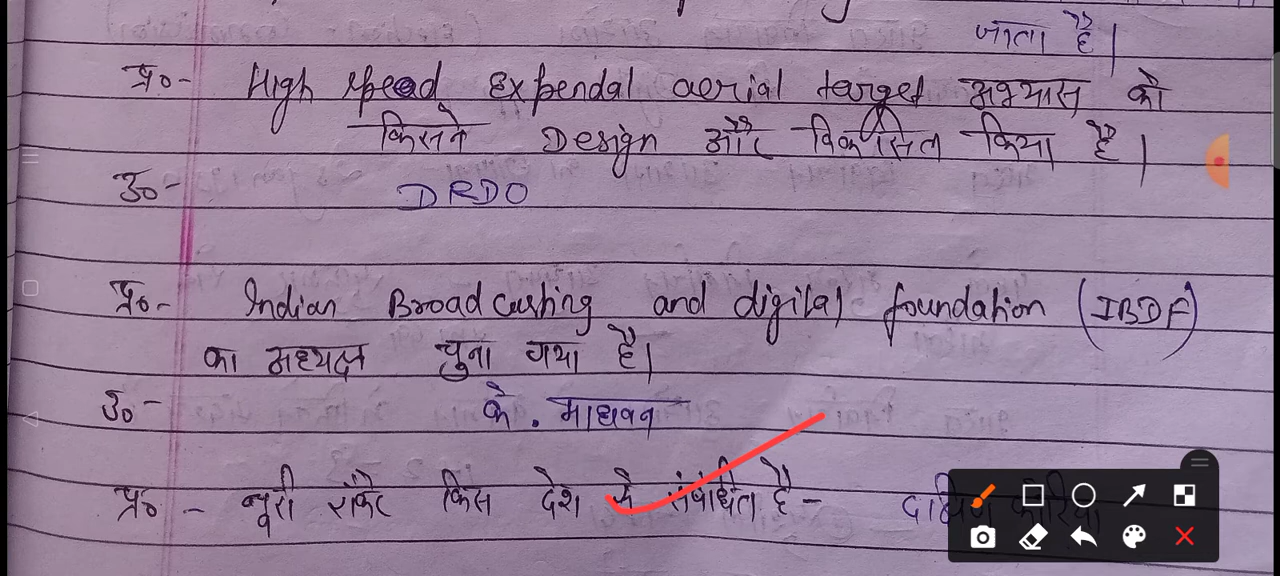 जाता है|
प्र०- High speed Expendal aerial target अभ्यास को
किसने Design और विकसित किया है|
उ०- DRDO
प्र०- Indian Broadcasting and digital foundation (IBDF)
का अध्यक्ष चुना गया है|
उ०- के. माधवन
प्र० - नूरी रॉकेट किस देश से संबंधित है -